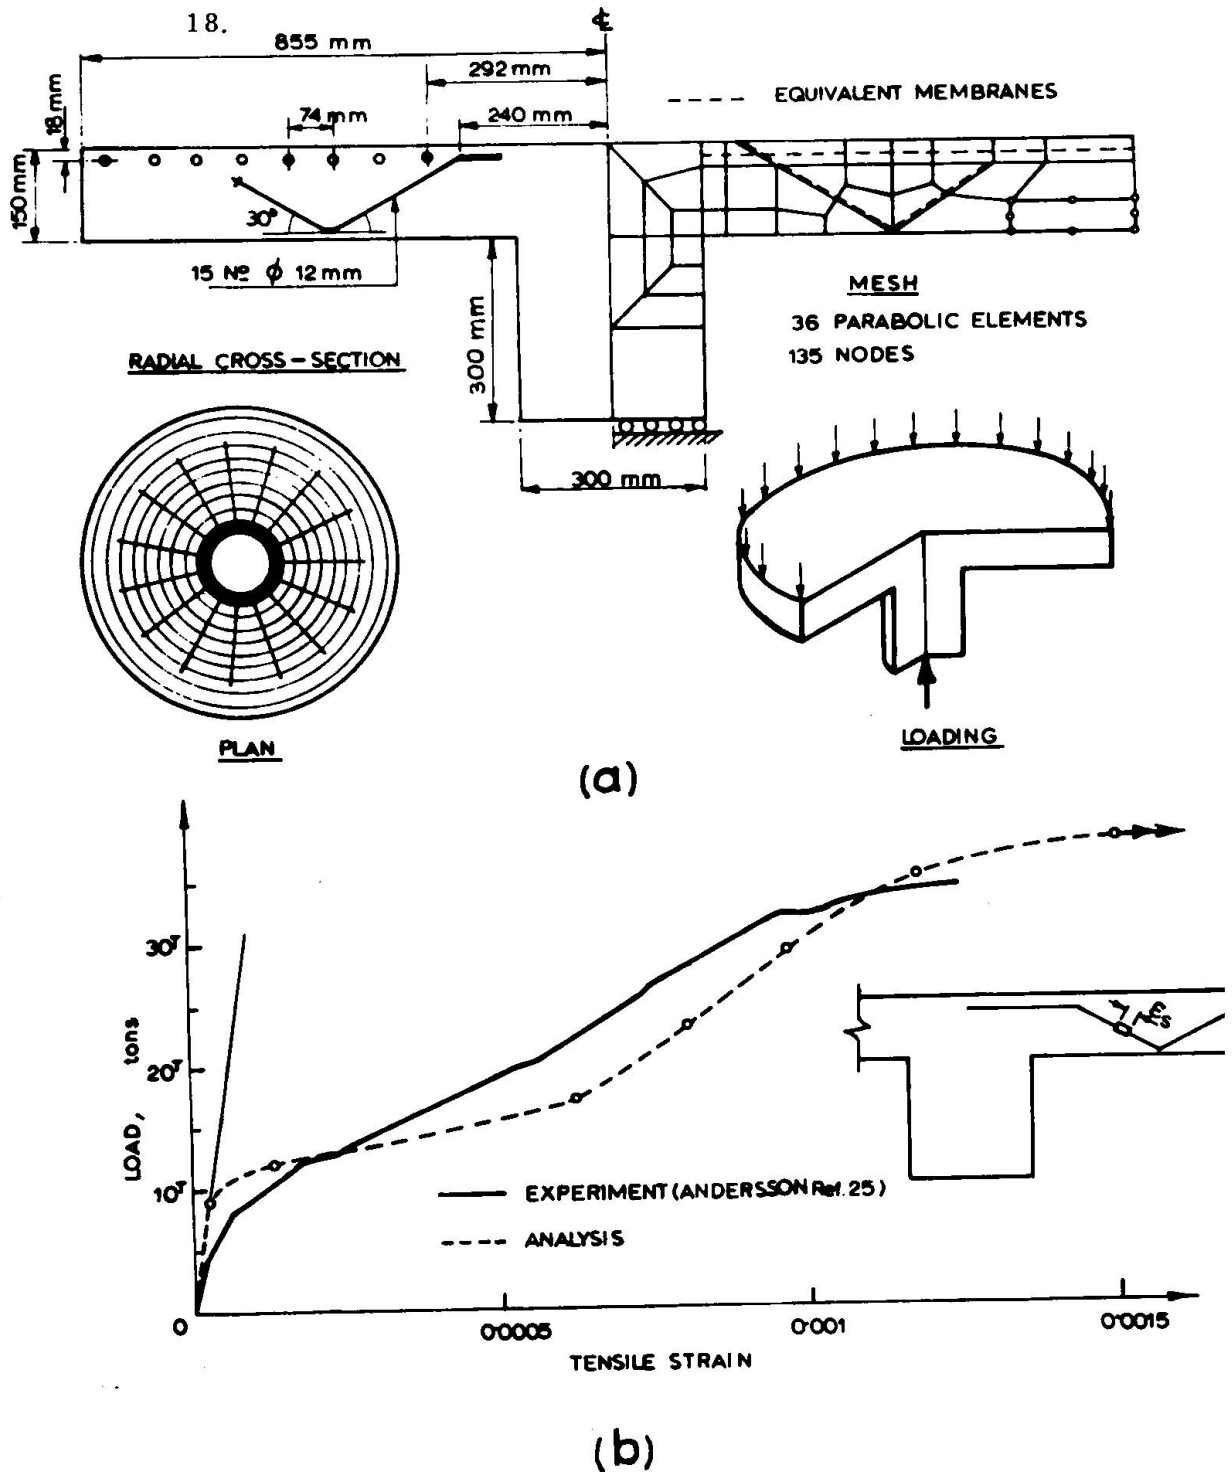 18.
℄
855 mm
292 mm
EQUIVALENT MEMBRANES
18 mm
74 mm
240 mm
150 mm
30°
15 Nº ϕ 12 mm
300 mm
MESH
36 PARABOLIC ELEMENTS
135 NODES
RADIAL CROSS-SECTION
300 mm
PLAN
LOADING
(a)
30T
20T
10T
LOAD, tons
εs
EXPERIMENT (ANDERSSON Ref. 25)
ANALYSIS
0
0·0005
0·001
0·0015
TENSILE STRAIN
(b)